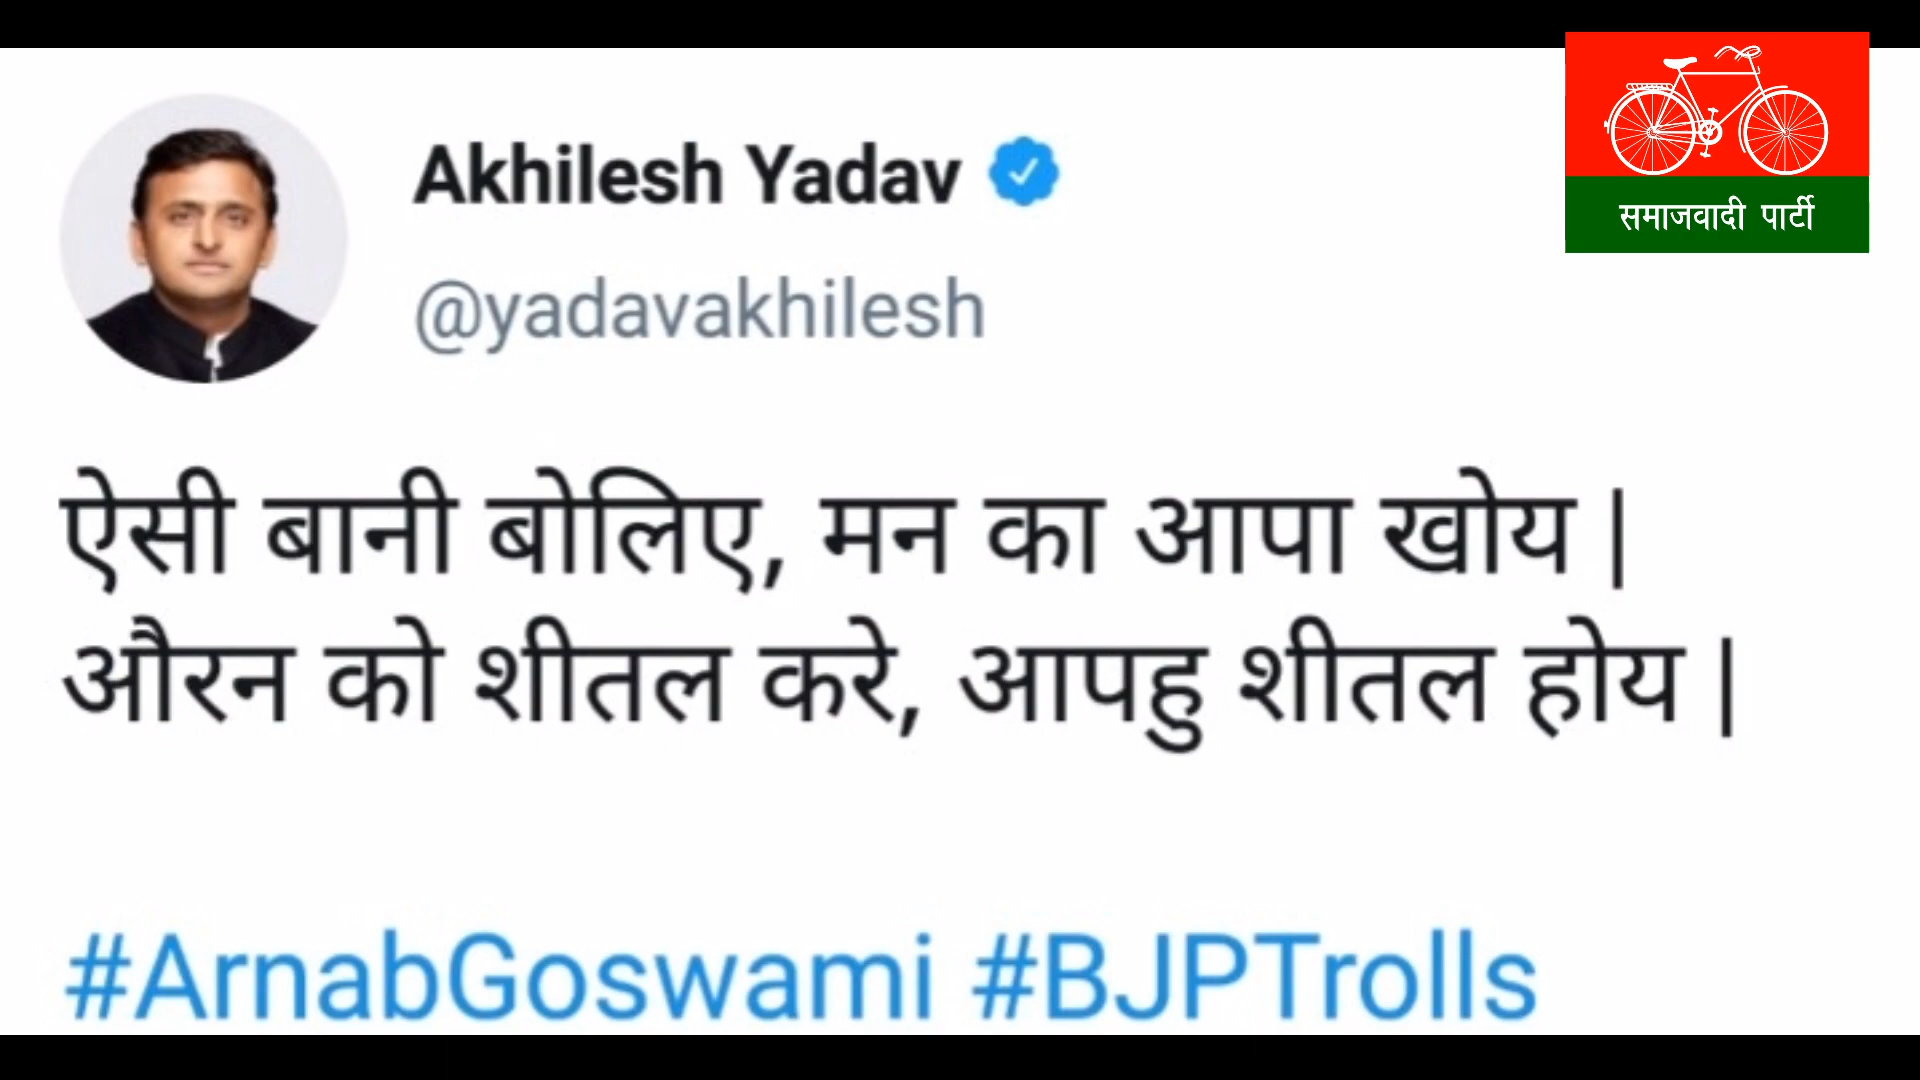 समाजवादी पार्टी
Akhilesh Yadav
@yadavakhilesh
ऐसी बानी बोलिए, मन का आपा खोय |
औरन को शीतल करे, आपहु शीतल होय |
#ArnabGoswami #BJPTrolls